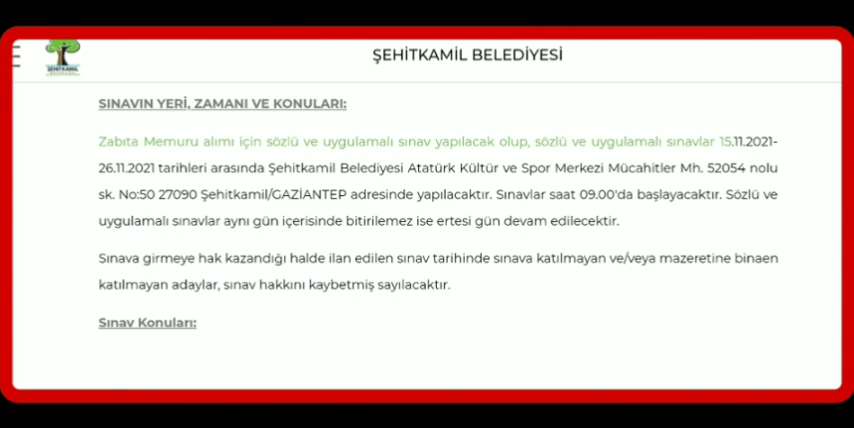 ŞEHİTKAMİL BELEDİYESİ
ŞEHİTKAMİL
SINAVIN YERİ, ZAMANI VE KONULARI:
Zabıta Memuru alımı için sözlü ve uygulamalı sınav yapılacak olup, sözlü ve uygulamalı sınavlar 15.11.2021-
26.11.2021 tarihleri arasında Şehitkamil Belediyesi Atatürk Kültür ve Spor Merkezi Mücahitler Mh. 52054 nolu
sk. No:50 27090 Şehitkamil/GAZİANTEP adresinde yapılacaktır. Sınavlar saat 09.00'da başlayacaktır. Sözlü ve
uygulamalı sınavlar aynı gün içerisinde bitirilemez ise ertesi gün devam edilecektir.
Sınava girmeye hak kazandığı halde ilan edilen sınav tarihinde sınava katılmayan ve/veya mazeretine binaen
katılmayan adaylar, sınav hakkını kaybetmiş sayılacaktır.
Sınav Konuları: